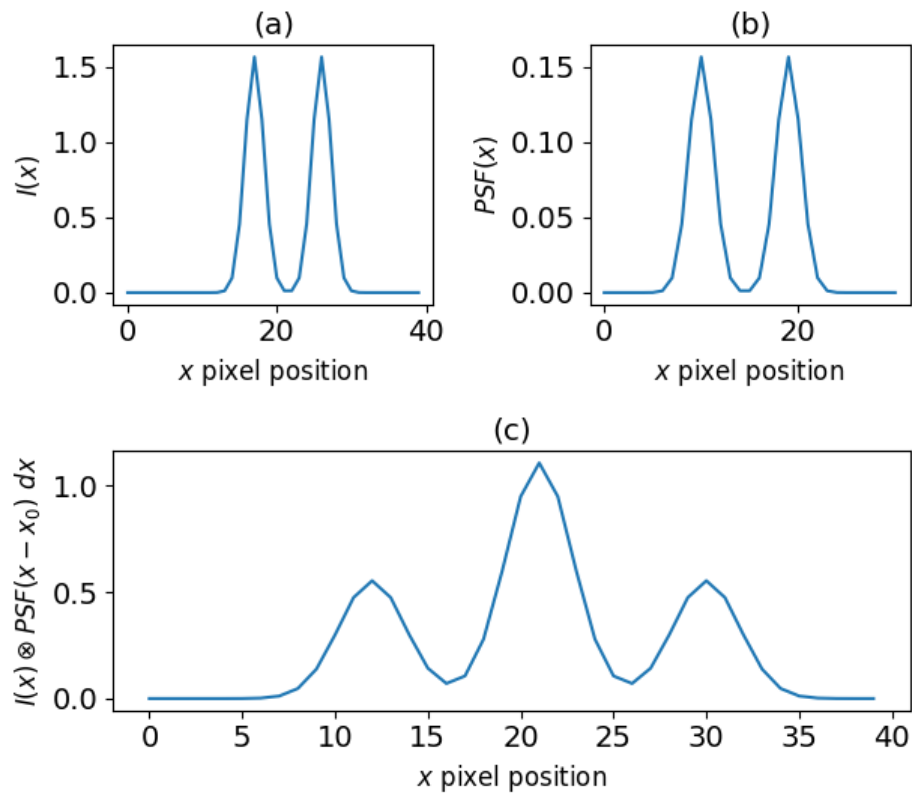 (a)
(b)
1.5
1.0
0.5
0.0
I(x)
0 20 40
x pixel position
0.15
0.10
0.05
0.00
PSF(x)
0 20
x pixel position
(c)
1.0
0.5
0.0
I(x) ⊗ PSF(x − x₀) dx
0 5 10 15 20 25 30 35 40
x pixel position